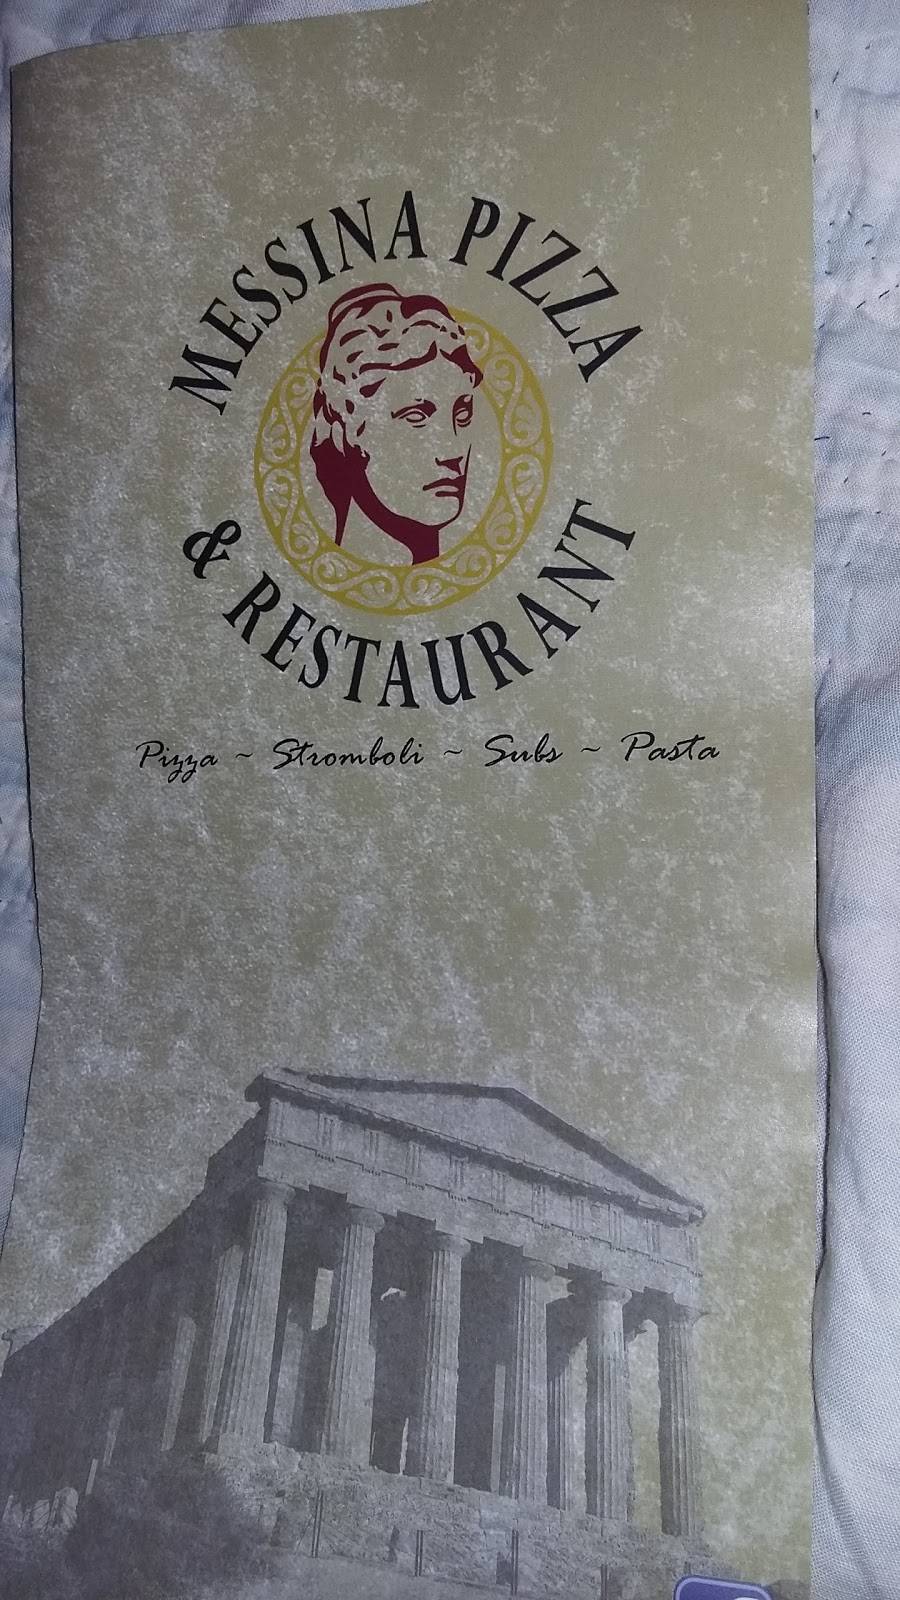 MESSINA PIZZA
& RESTAURANT
Pizza ~ Stromboli ~ Subs ~ Pasta